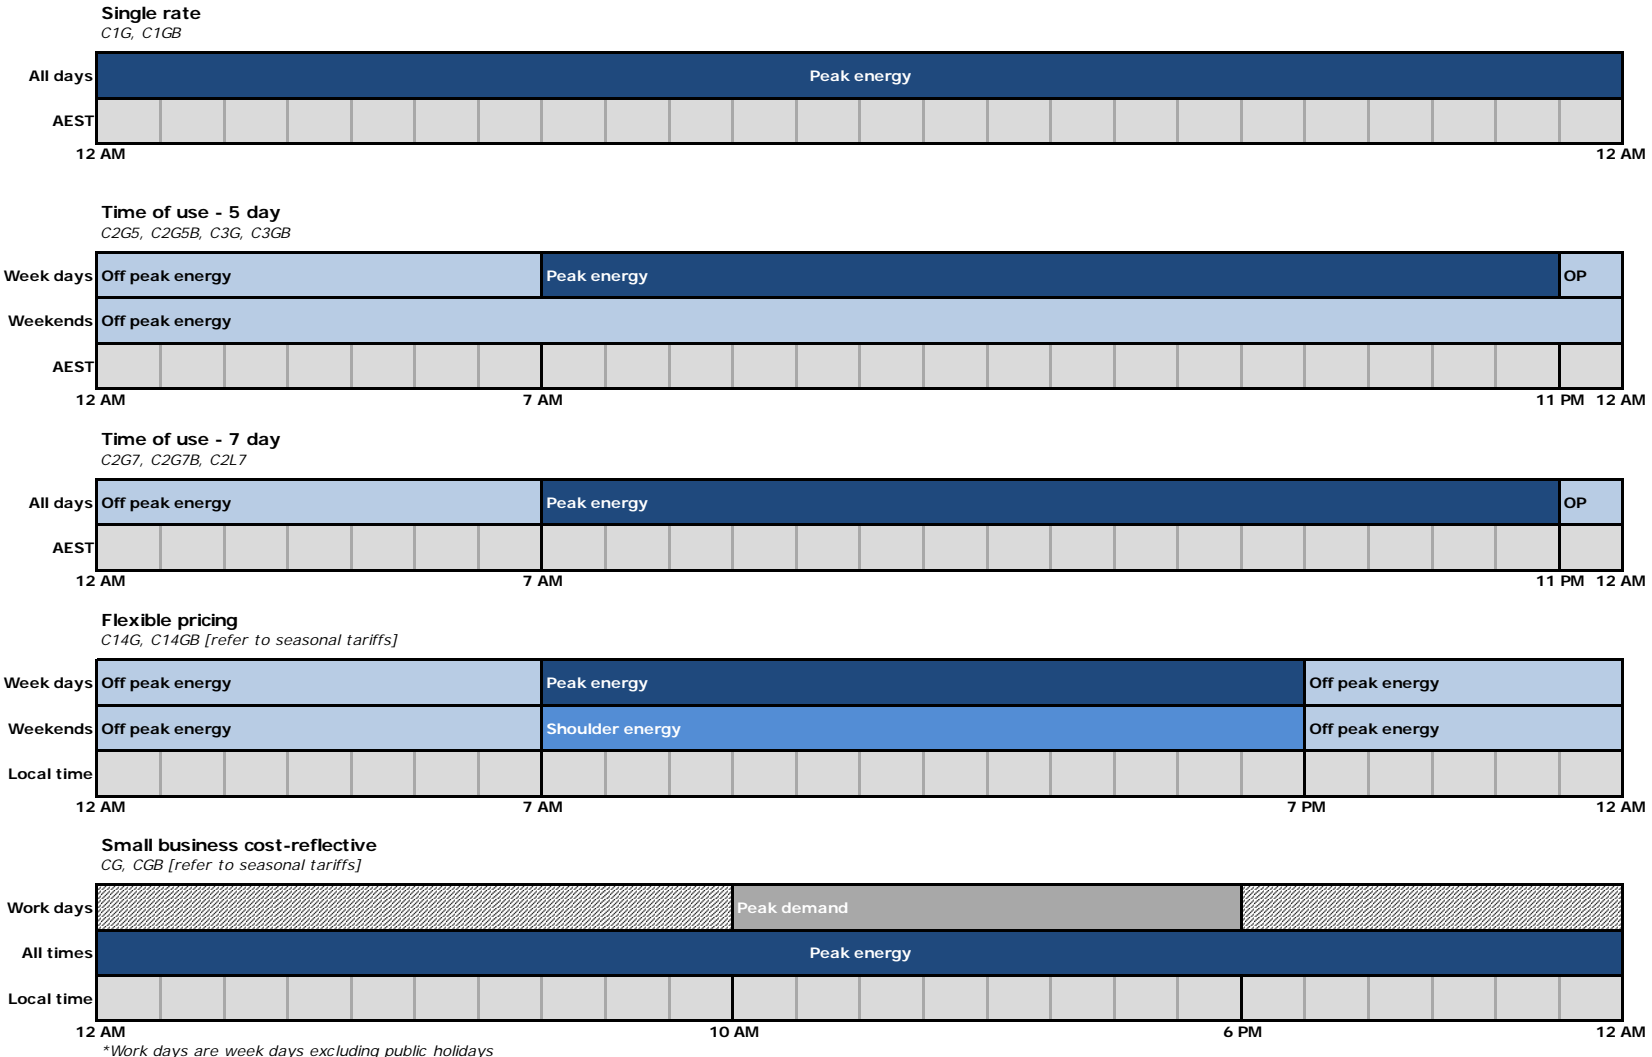 Single rate
C1G, C1GB
All days Peak energy
AEST
12 AM 12 AM
Time of use - 5 day
C2G5, C2G5B, C3G, C3GB
Week days Off peak energy Peak energy OP
Weekends Off peak energy
AEST
12 AM 7 AM 11 PM 12 AM
Time of use - 7 day
C2G7, C2G7B, C2L7
All days Off peak energy Peak energy OP
AEST
12 AM 7 AM 11 PM 12 AM
Flexible pricing
C14G, C14GB [refer to seasonal tariffs]
Week days Off peak energy Peak energy Off peak energy
Weekends Off peak energy Shoulder energy Off peak energy
Local time
12 AM 7 AM 7 PM 12 AM
Small business cost-reflective
CG, CGB [refer to seasonal tariffs]
Work days Peak demand
All times Peak energy
Local time
12 AM 10 AM 6 PM 12 AM
*Work days are week days excluding public holidays